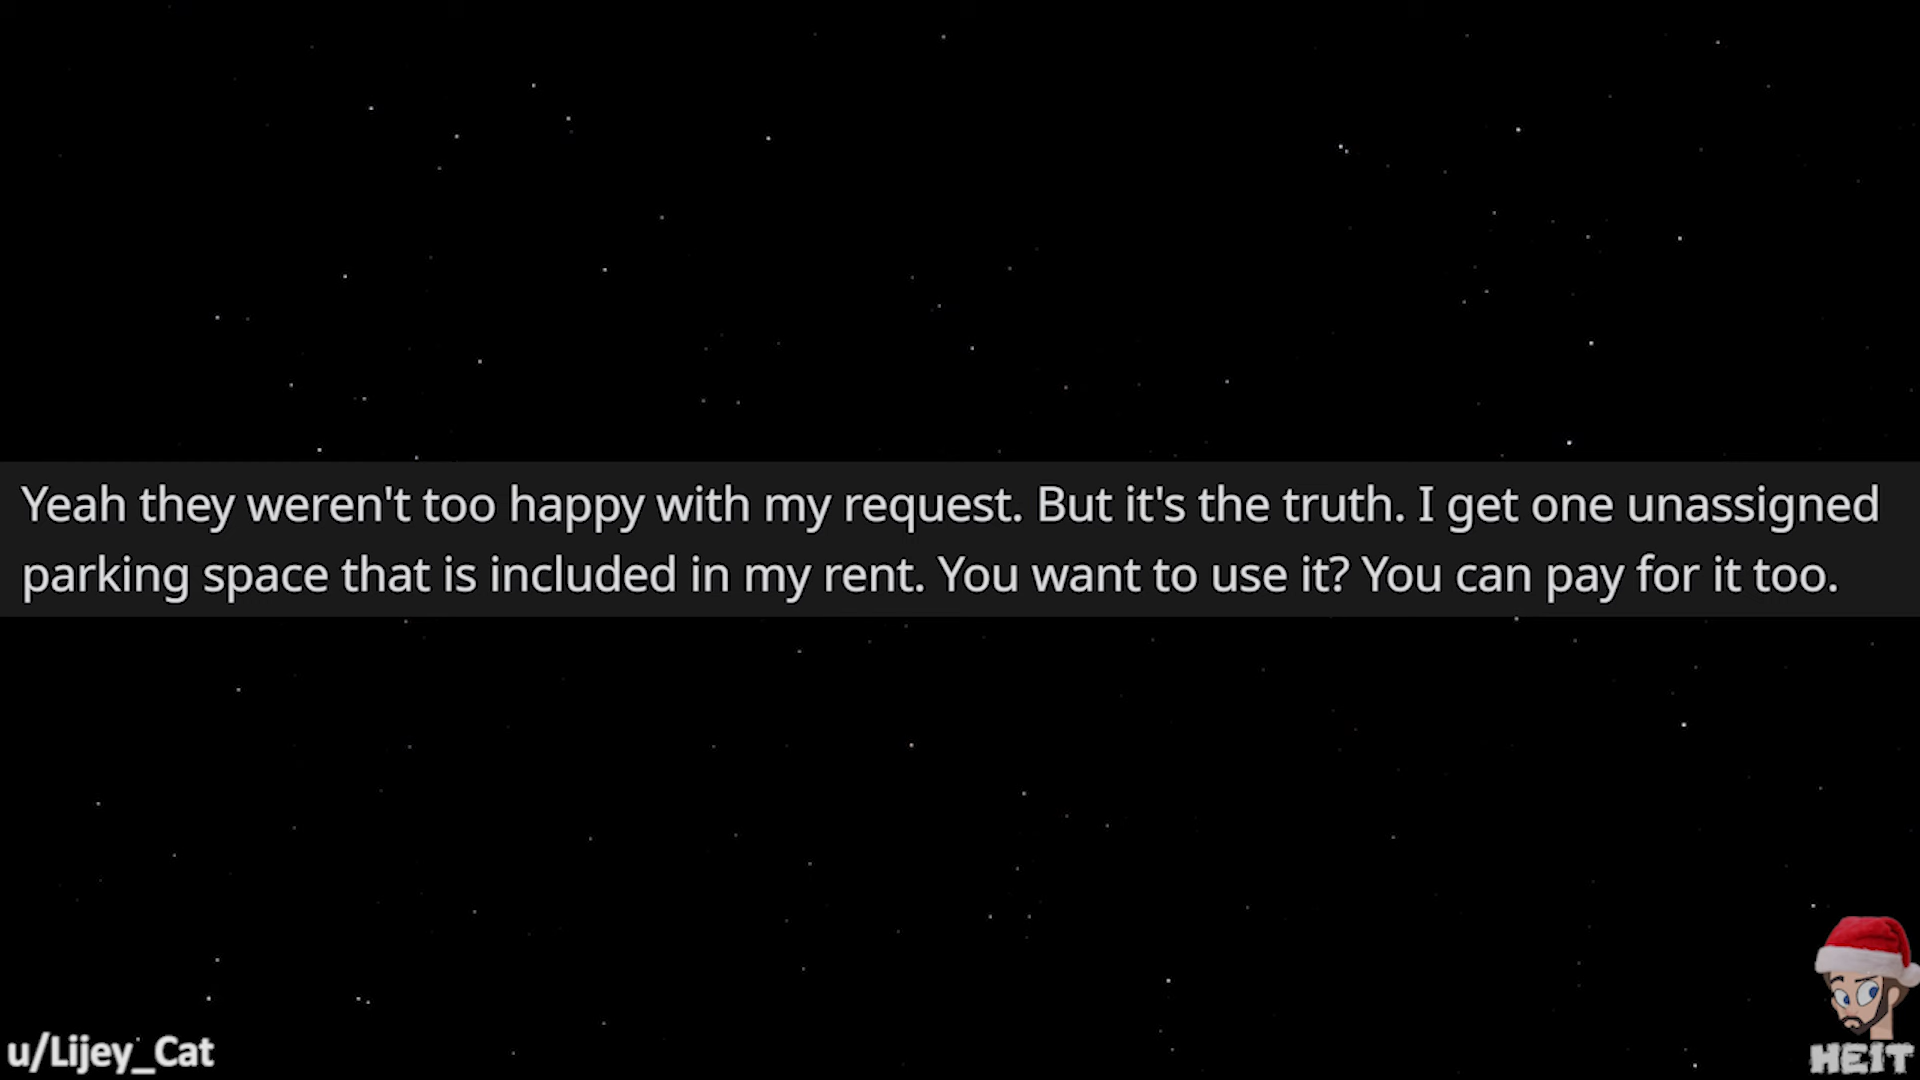 Yeah they weren't too happy with my request. But it's the truth. I get one unassigned
parking space that is included in my rent. You want to use it? You can pay for it too.
u/Lijey_Cat
HEIT